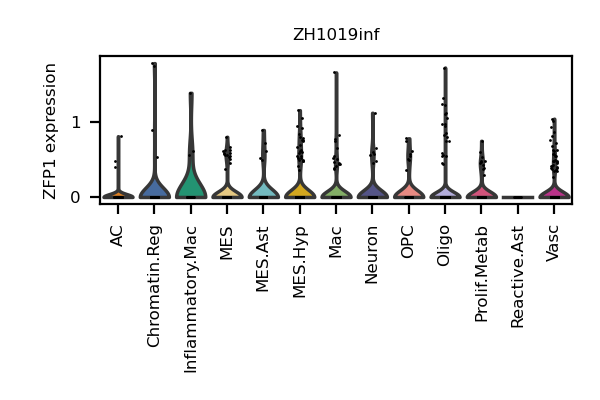 ZH1019inf
ZFP1 expression
1
0
AC
Chromatin.Reg
Inflammatory.Mac
MES
MES.Ast
MES.Hyp
Mac
Neuron
OPC
Oligo
Prolif.Metab
Reactive.Ast
Vasc